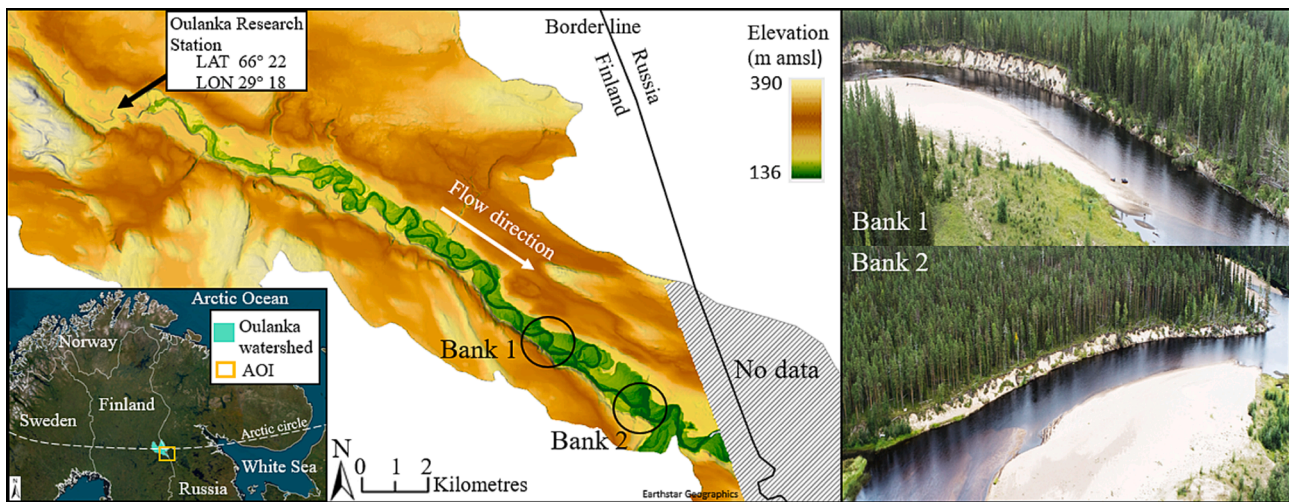 Oulanka Research
Station
LAT 66° 22
LON 29° 18
Border line
Russia
Finland
Elevation
(m amsl)
390
136
Flow direction
Bank 1
Bank 2
No data
N
0 1 2
Kilometres
Earthstar Geographics
Arctic Ocean
Oulanka
watershed
AOI
Norway
Finland
Sweden
Arctic circle
White Sea
Russia
N
Bank 1
Bank 2